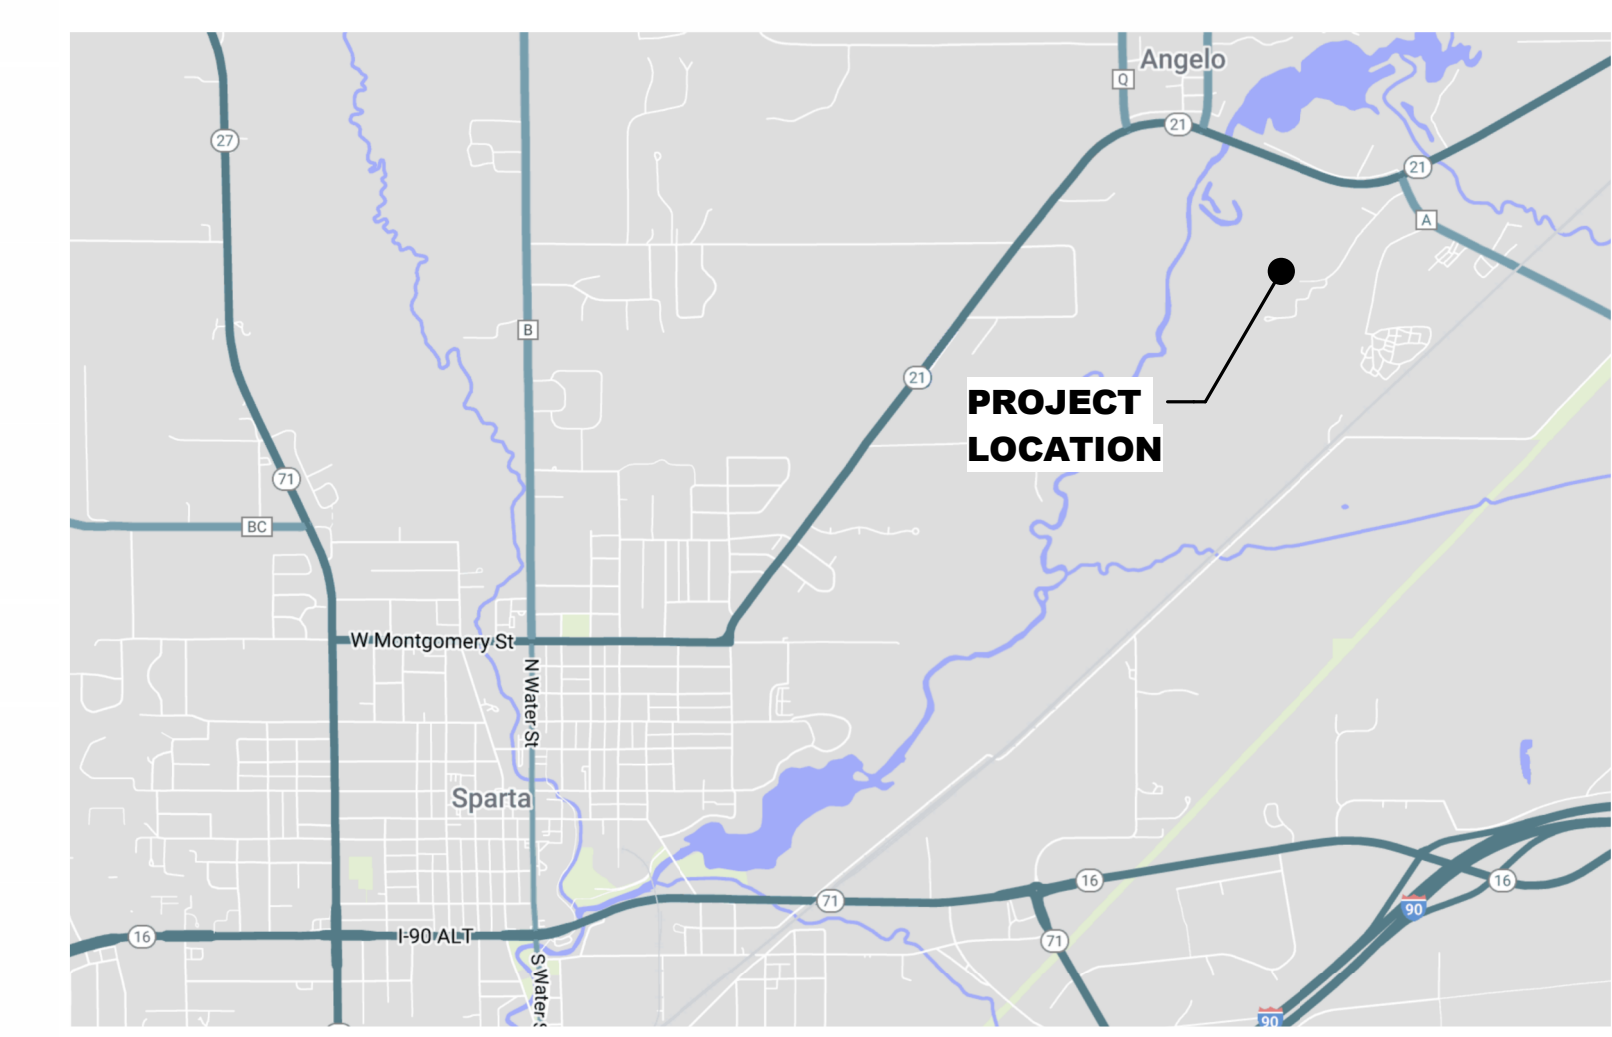 Angelo
Q
21
27
21
A
B
21
PROJECT
LOCATION
71
BC
W Montgomery St
N Water St
Sparta
16
16
71
90
16
I-90 ALT
71
S Water S
90